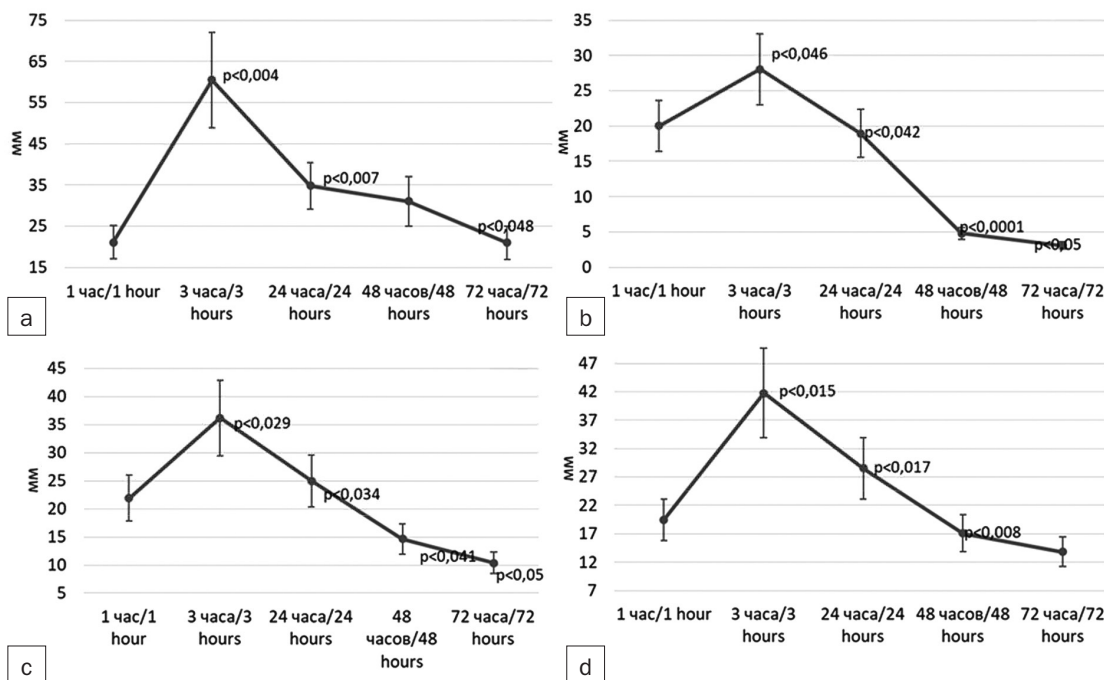 75
65
55
45
35
25
15
мм
p<0,004
p<0,007
p<0,048
1 час/1 hour
3 часа/3
hours
24 часа/24
hours
48 часов/48
hours
72 часа/72
hours
a
35
30
25
20
15
10
5
0
мм
p<0,046
p<0,042
p<0,0001
p<0,05
1 час/1 hour
3 часа/3
hours
24 часа/24
hours
48 часов/48
hours
72 часа/72
hours
b
45
40
35
30
25
20
15
10
5
мм
p<0,029
p<0,034
p<0,041
p<0,05
1 час/1
hour
3 часа/3
hours
24 часа/24
hours
48
часов/48
hours
72 часа/72
hours
c
47
42
37
32
27
22
17
12
7
мм
p<0,015
p<0,017
p<0,008
1 час/1 hour
3 часа/3
hours
24 часа/24
hours
48 часов/48
hours
72 часа/72
hours
d